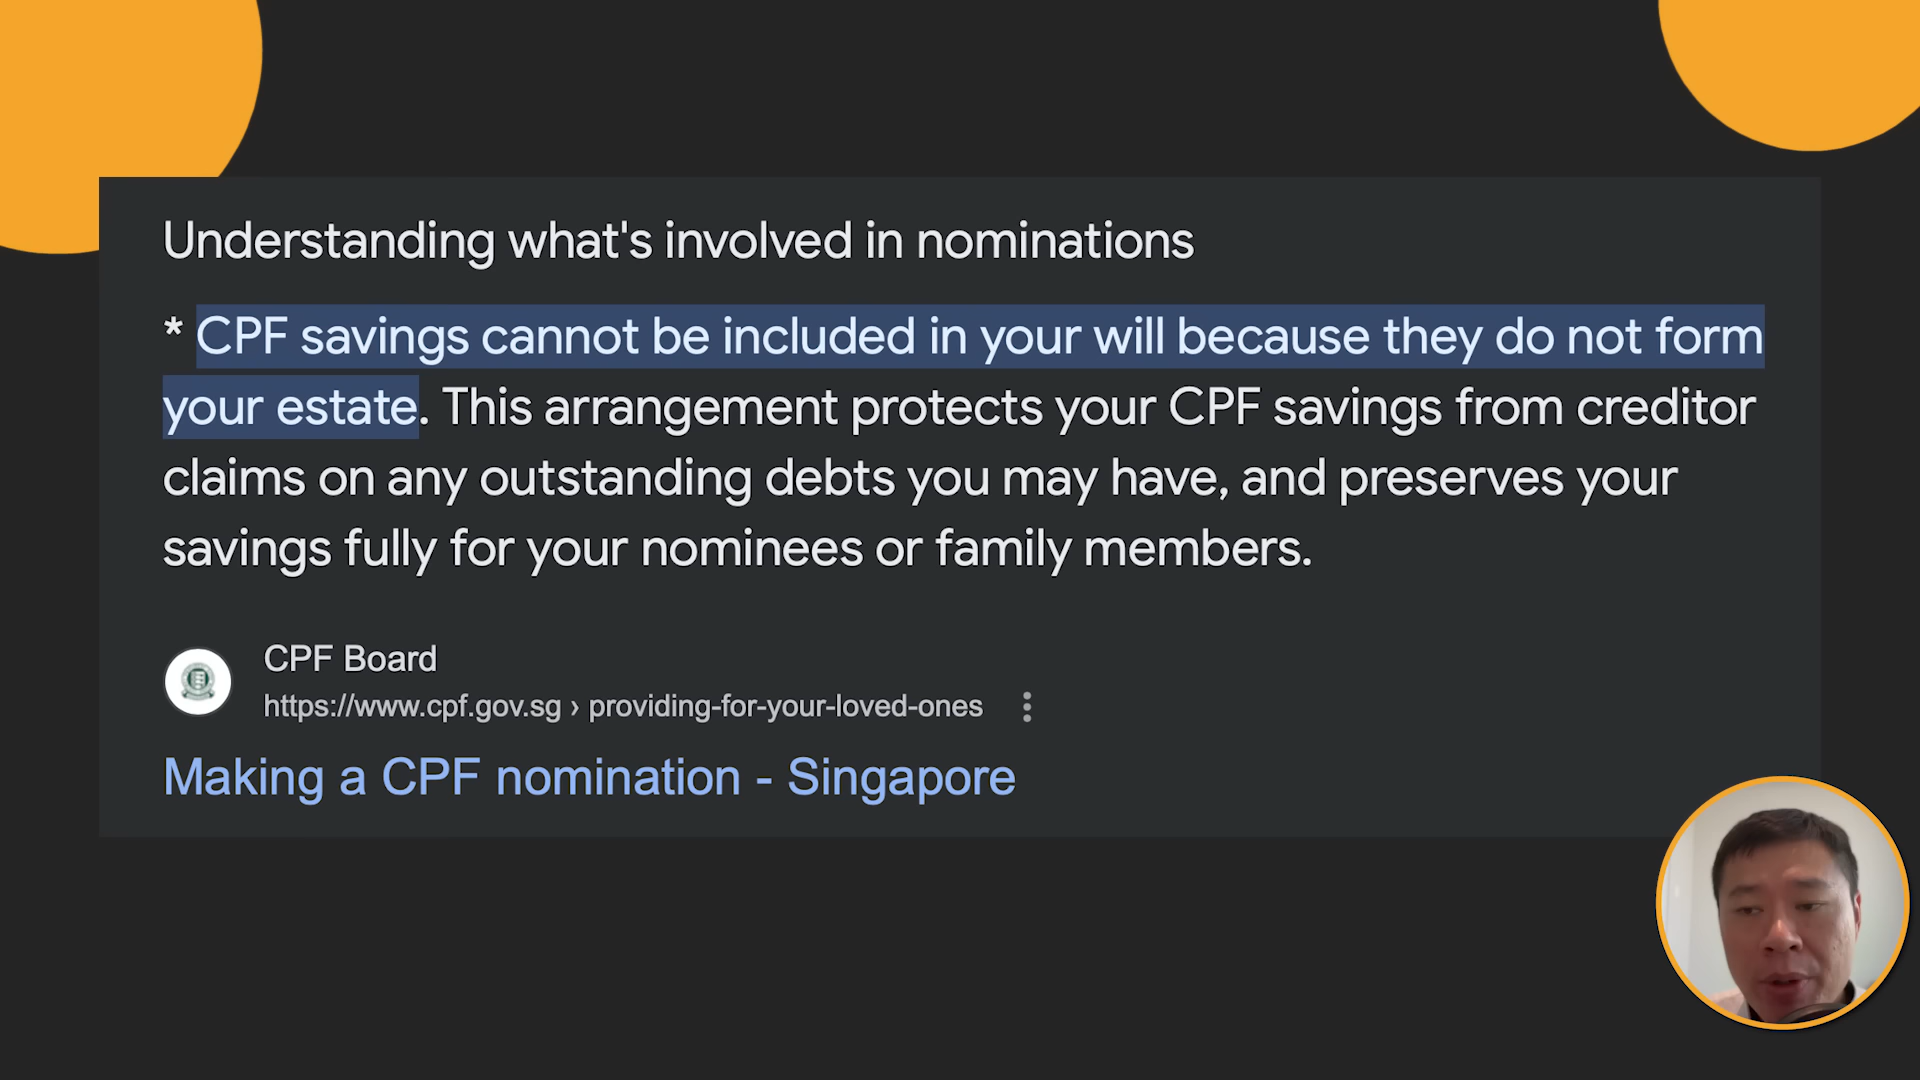 Understanding what's involved in nominations
* CPF savings cannot be included in your will because they do not form
your estate. This arrangement protects your CPF savings from creditor
claims on any outstanding debts you may have, and preserves your
savings fully for your nominees or family members.
CPF Board
https://www.cpf.gov.sg › providing-for-your-loved-ones
Making a CPF nomination - Singapore